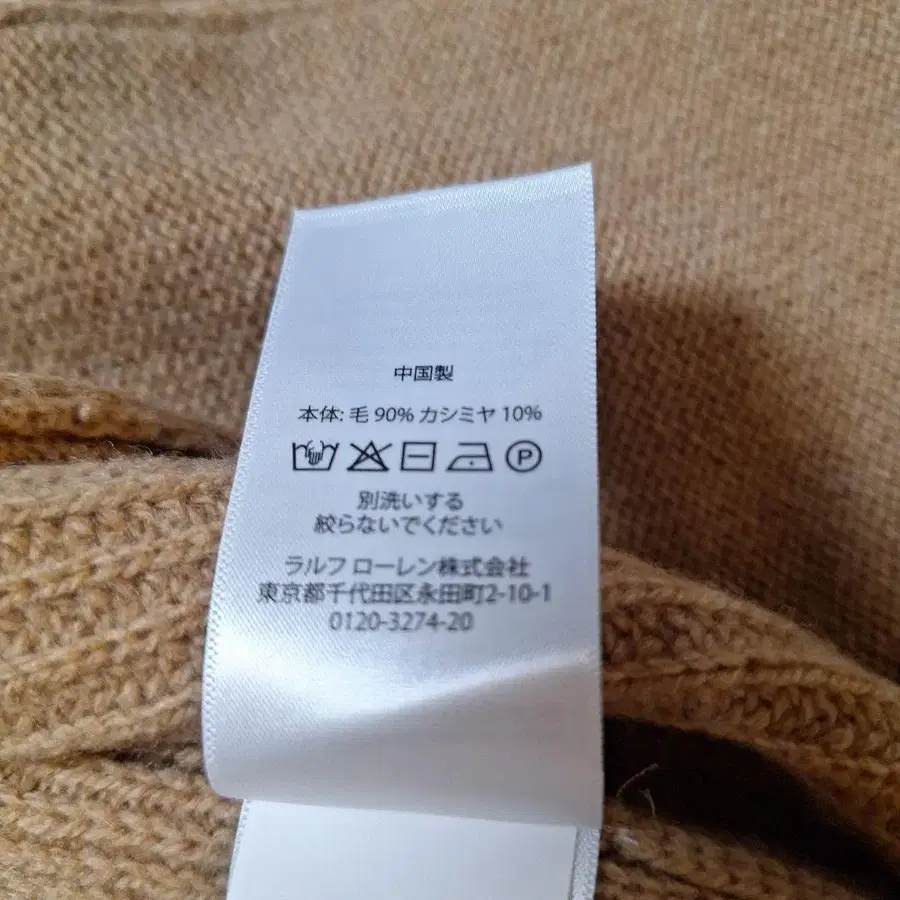 中国製
本体: 毛 90% カシミヤ 10%
P
別洗いする
絞らないでください
ラルフ ローレン株式会社
東京都千代田区永田町2-10-1
0120-3274-20